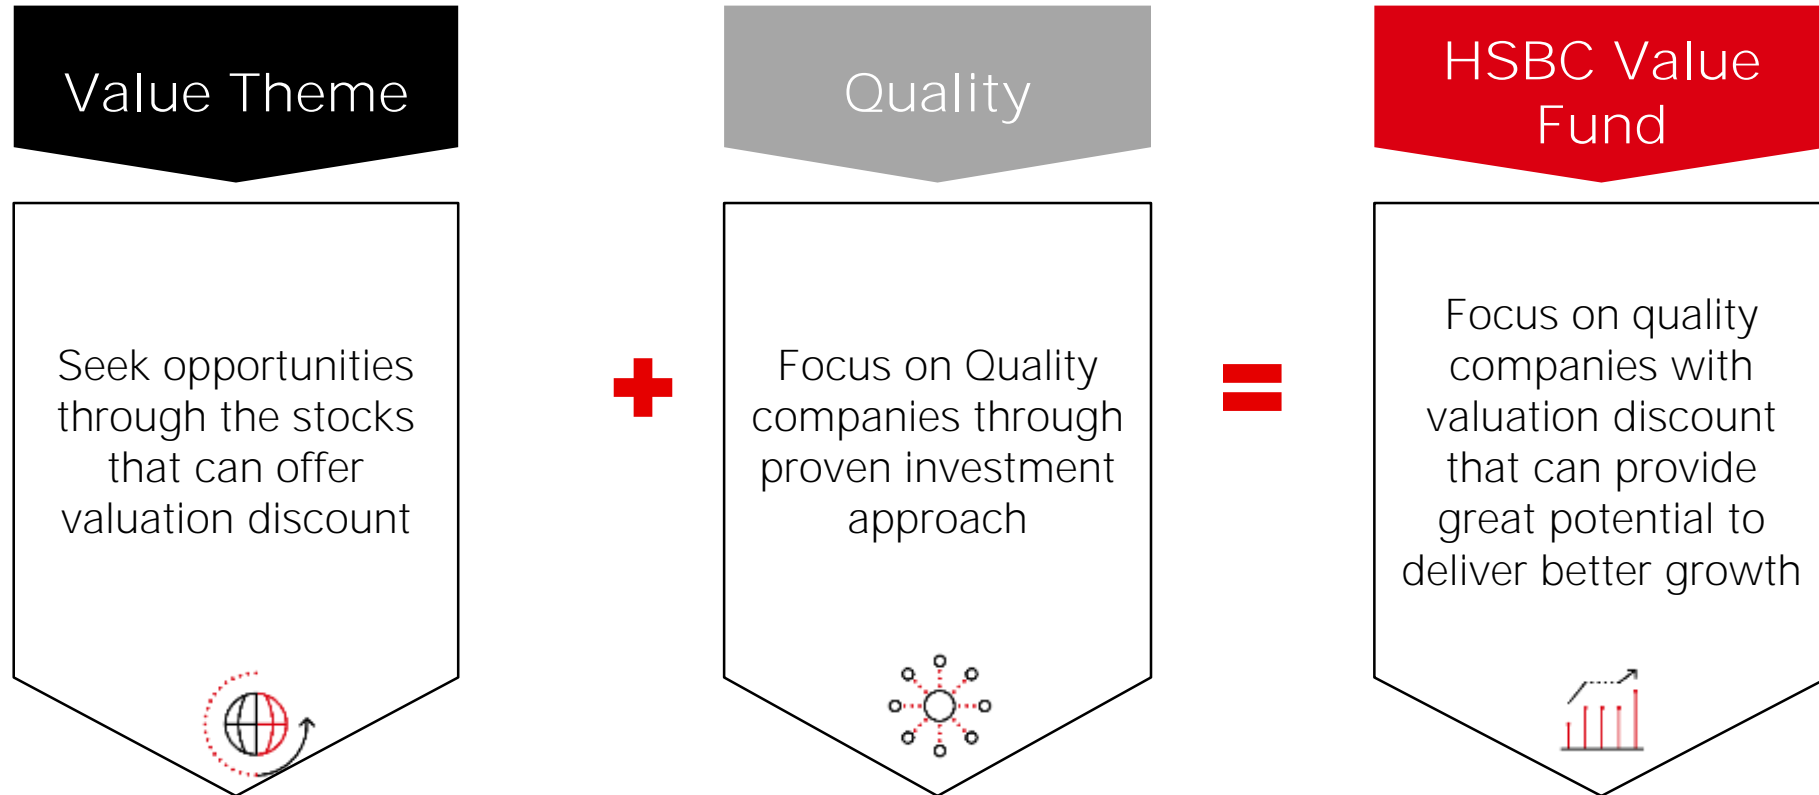 Value Theme
Seek opportunities
through the stocks
that can offer
valuation discount
Quality
Focus on Quality
companies through
proven investment
approach
HSBC Value
Fund
Focus on quality
companies with
valuation discount
that can provide
great potential to
deliver better growth